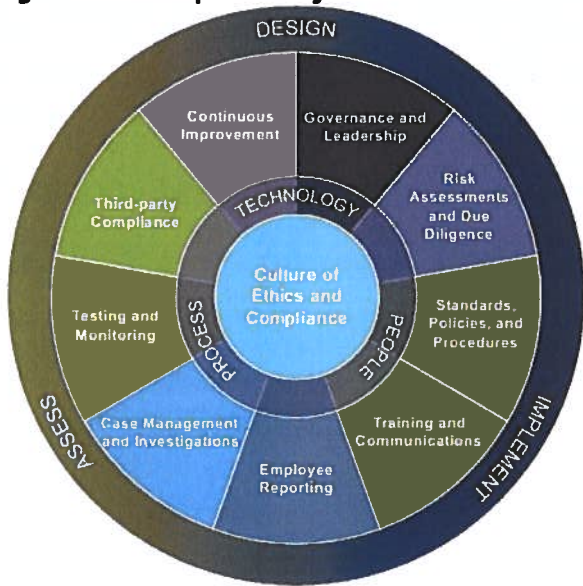 DESIGN
Continuous
Improvement
Governance and
Leadership
Risk
Assessments
and Due
Diligence
Third-party
Compliance
TECHNOLOGY
Culture of
Ethics and
Compliance
Testing and
Monitoring
Standards,
Policies, and
Procedures
PROCESS
PEOPLE
Case Management
and Investigations
Training and
Communications
Employee
Reporting
ASSESS
IMPLEMENT